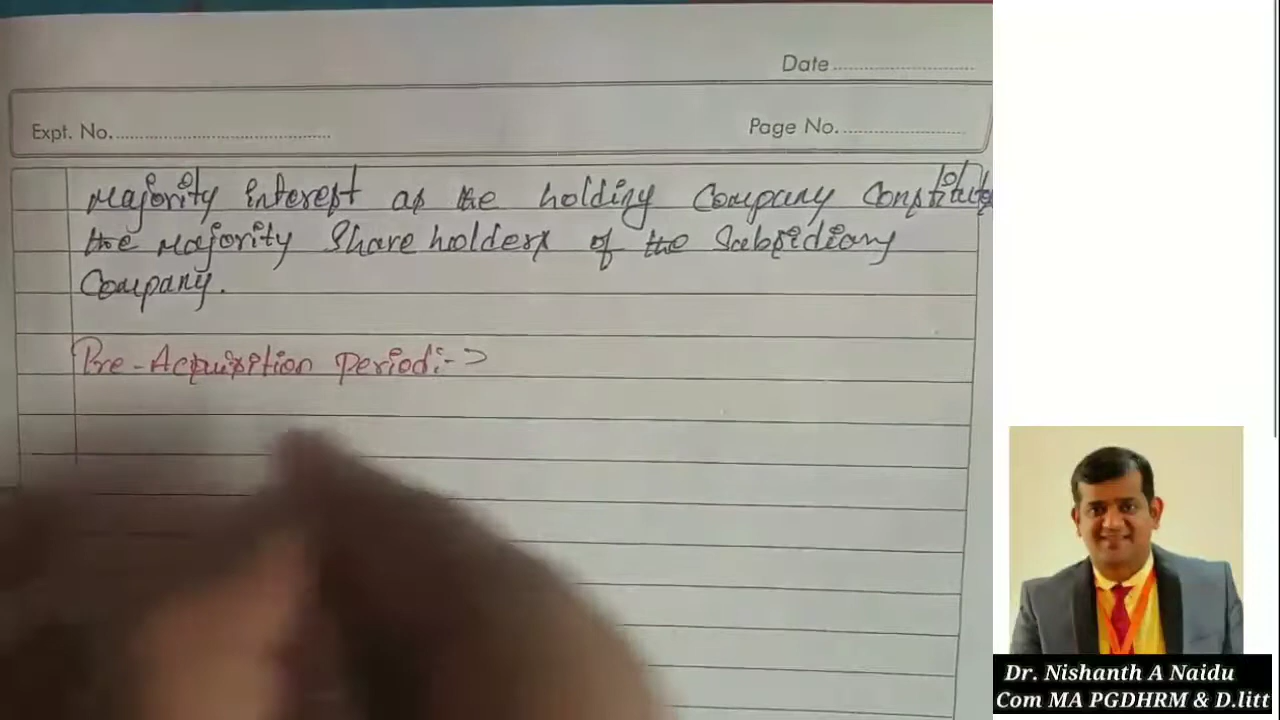 Date
Expt. No.
Page No.
Majority interest as the holding Company Constitutes
the Majority Share holders of the Subsidiary
Company.
Pre-Acquisition period:->
Dr. Nishanth A Naidu
Com MA PGDHRM & D.litt